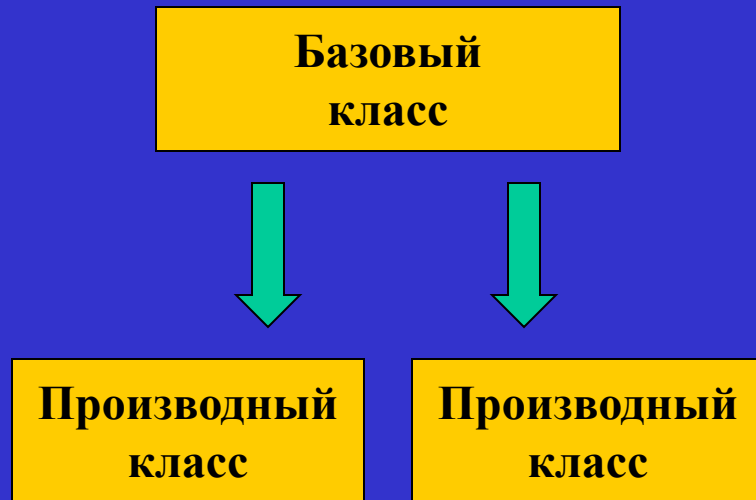 Базовый
класс
Производный
класс
Производный
класс